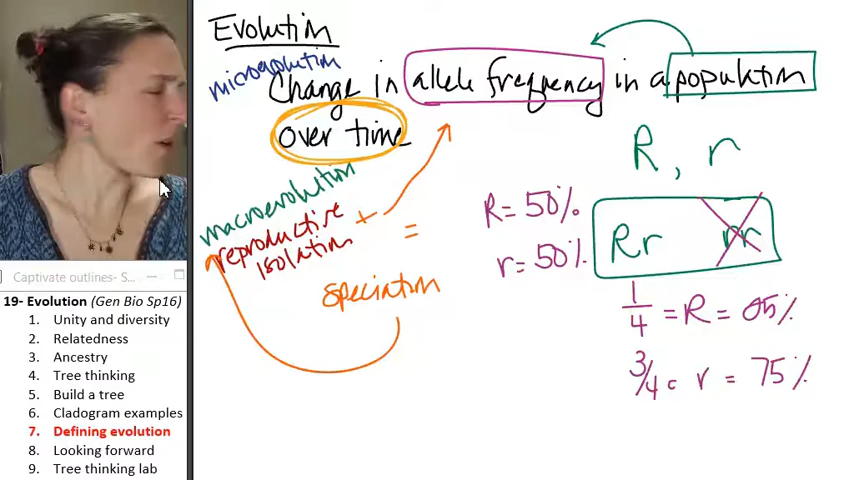 Evolution
microevolution
Change in allele frequency in a population
over time
R, r
macroevolution
reproductive +
isolation
=
speciation
R = 50%
r = 50%
Rr rr
1/4 = R = 25%
3/4 = r = 75%
Captivate outlines- S...
19- Evolution (Gen Bio Sp16)
1. Unity and diversity
2. Relatedness
3. Ancestry
4. Tree thinking
5. Build a tree
6. Cladogram examples
7. Defining evolution
8. Looking forward
9. Tree thinking lab